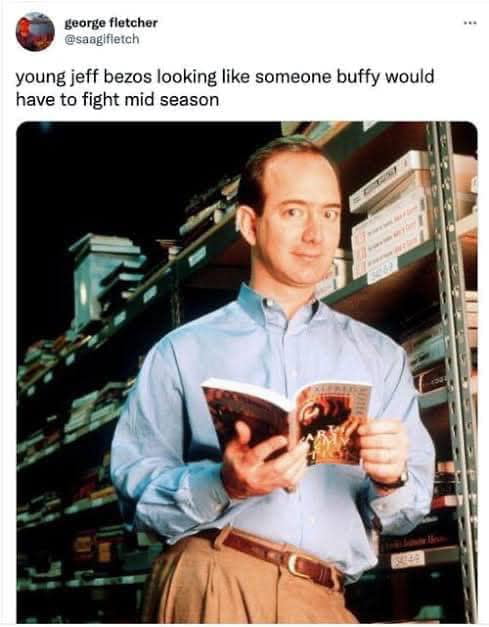 george fletcher
@saagifletch
young jeff bezos looking like someone buffy would
have to fight mid season